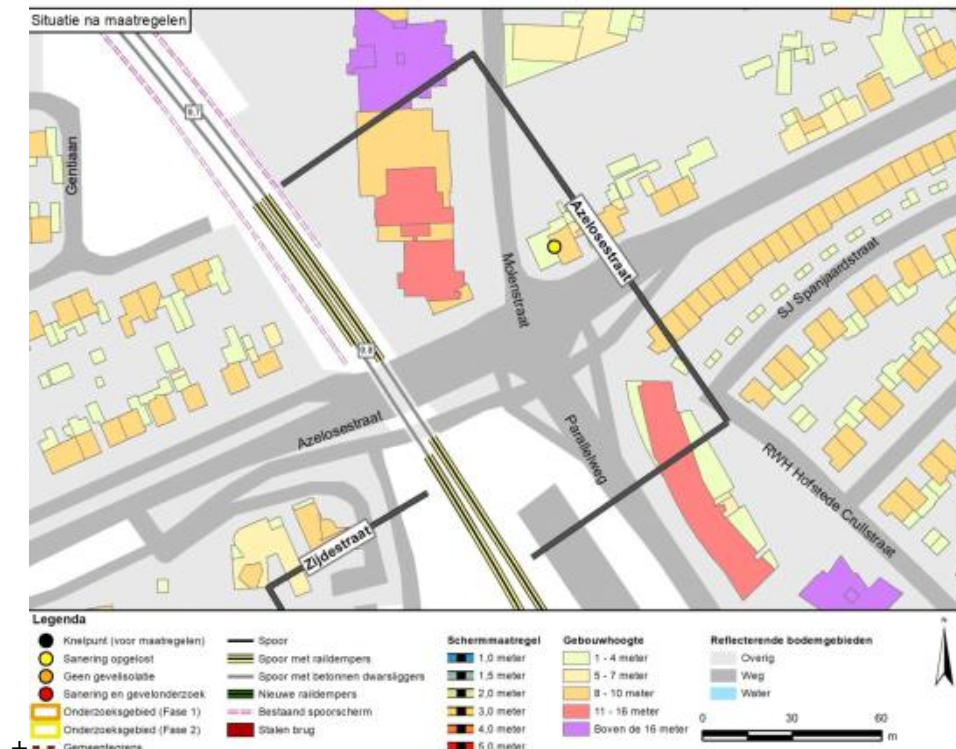 Situatie na maatregelen
Gentiaan
8.7
Azelosestraat
Molenstraat
SJ Spanjaardstraat
8.8
Azelosestraat
Parallelweg
RWH Hofstede Crullstraat
Zijdestraat
Legenda
Knelpunt (voor maatregelen)
Sanering opgelost
Geen gevelisolatie
Sanering en gevelonderzoek
Onderzoeksgebied (Fase 1)
Onderzoeksgebied (Fase 2)
Gemeentegrens
Spoor
Spoor met raildempers
Spoor met betonnen dwarsliggers
Nieuwe raildempers
Bestaand spoorscherm
Stalen brug
Schermmaatregel
1,0 meter
1,5 meter
2,0 meter
3,0 meter
4,0 meter
5,0 meter
Gebouwhoogte
1 - 4 meter
5 - 7 meter
8 - 10 meter
11 - 16 meter
Boven de 16 meter
Reflecterende bodemgebieden
Overig
Weg
Water
N
0 30 60
m